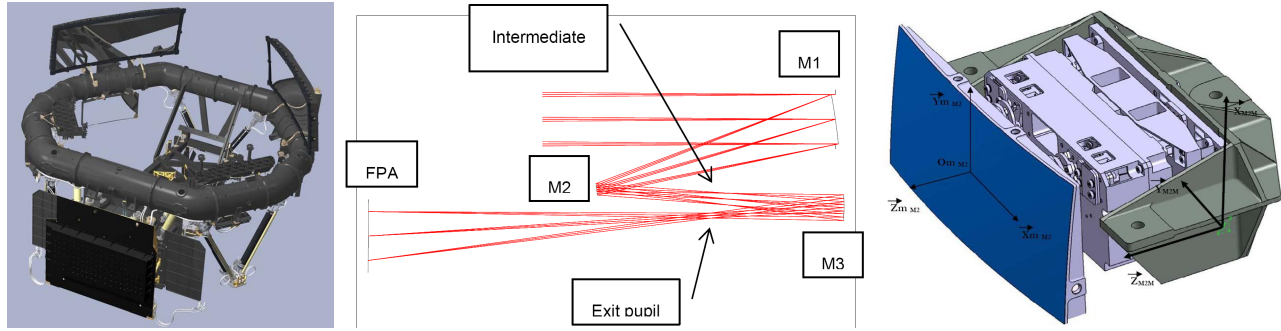 Intermediate
M1
FPA
M2
M3
Exit pupil
Ym M2
Om M2
Zm M2
Xm M2
X M2M
Y M2M
Z M2M